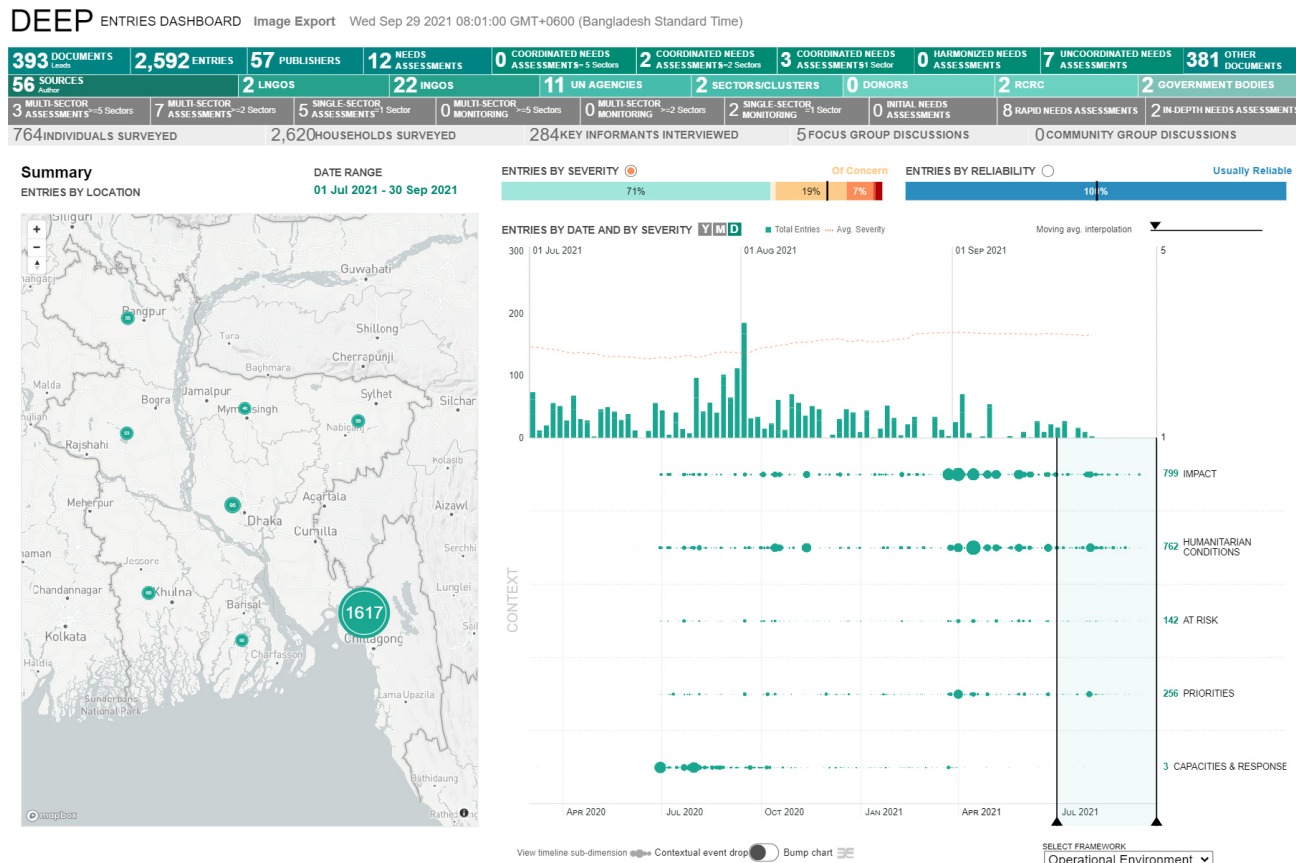 DEEP ENTRIES DASHBOARD Image Export Wed Sep 29 2021 08:01:00 GMT+0600 (Bangladesh Standard Time)
393 DOCUMENTS Leads 2,592 ENTRIES 57 PUBLISHERS 12 NEEDS ASSESSMENTS 0 COORDINATED NEEDS ASSESSMENTS>= 5 Sectors 2 COORDINATED NEEDS ASSESSMENTS>=2 Sectors 3 COORDINATED NEEDS ASSESSMENTS1 Sector 0 HARMONIZED NEEDS ASSESSMENTS 7 UNCOORDINATED NEEDS ASSESSMENTS 381 OTHER DOCUMENTS
56 SOURCES Author 2 LNGOS 22 INGOS 11 UN AGENCIES 2 SECTORS/CLUSTERS 0 DONORS 2 RCRC 2 GOVERNMENT BODIES
3 MULTI-SECTOR ASSESSMENTS >=5 Sectors 7 MULTI-SECTOR ASSESSMENTS >=2 Sectors 5 SINGLE-SECTOR ASSESSMENTS =1 Sector 0 MULTI-SECTOR MONITORING >=5 Sectors 0 MULTI-SECTOR MONITORING >=2 Sectors 2 SINGLE-SECTOR MONITORING =1 Sector 0 INITIAL NEEDS ASSESSMENTS 8 RAPID NEEDS ASSESSMENTS 2 IN-DEPTH NEEDS ASSESSMENTS
764 INDIVIDUALS SURVEYED 2,620 HOUSEHOLDS SURVEYED 284 KEY INFORMANTS INTERVIEWED 5 FOCUS GROUP DISCUSSIONS 0 COMMUNITY GROUP DISCUSSIONS
Summary
ENTRIES BY LOCATION
DATE RANGE
01 Jul 2021 - 30 Sep 2021
Siliguri
+
−
Guwahati
Rangpur
Shillong
Tura
Cherrapunji
Baghmara
Malda
Jamalpur
Bogra
Sylhet
Silchar
Mymensingh
Nabiganj
Rajshahi
Kolasib
Agartala
Meherpur
95
Aizawl
Dhaka
Cumilla
Serchhi
Jessore
Chandannagar
Khulna
Lunglei
Barisal
1617
Kolkata
Chittagong
Haldia
Charfasson
Sundarbans
National Park
Lama Upazila
Buthidaung
mapbox
ENTRIES BY SEVERITY Of Concern
71% 19% 7%
ENTRIES BY RELIABILITY Usually Reliable
100%
ENTRIES BY DATE AND BY SEVERITY Y M D Total Entries Avg. Severity Moving avg. interpolation
300 01 JUL 2021 01 AUG 2021 01 SEP 2021 5
200
100
0 1
CONTEXT
799 IMPACT
762 HUMANITARIAN
CONDITIONS
142 AT RISK
256 PRIORITIES
3 CAPACITIES & RESPONSE
APR 2020 JUL 2020 OCT 2020 JAN 2021 APR 2021 JUL 2021
View timeline sub-dimension Contextual event drop Bump chart
SELECT FRAMEWORK
Operational Environment